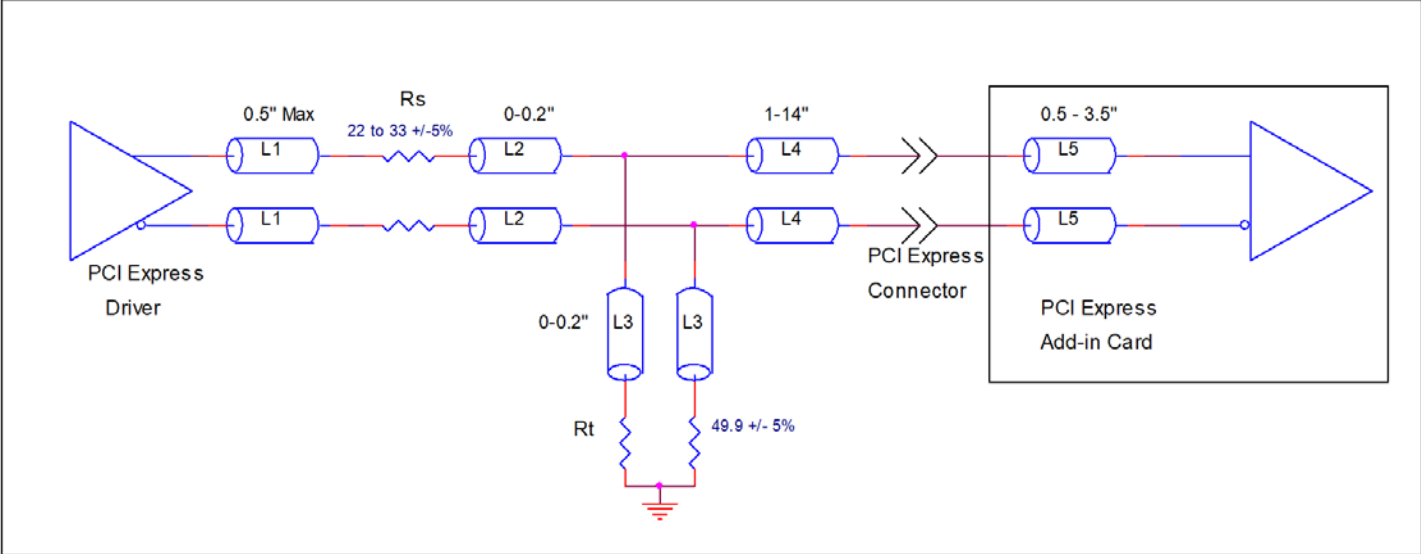 Rs
0.5" Max
22 to 33 +/-5%
0-0.2"
1-14"
0.5 - 3.5"
L1
L2
L4
L5
L1
L2
L4
L5
PCI Express
Driver
PCI Express
Connector
0-0.2"
L3
L3
PCI Express
Add-in Card
Rt
49.9 +/- 5%